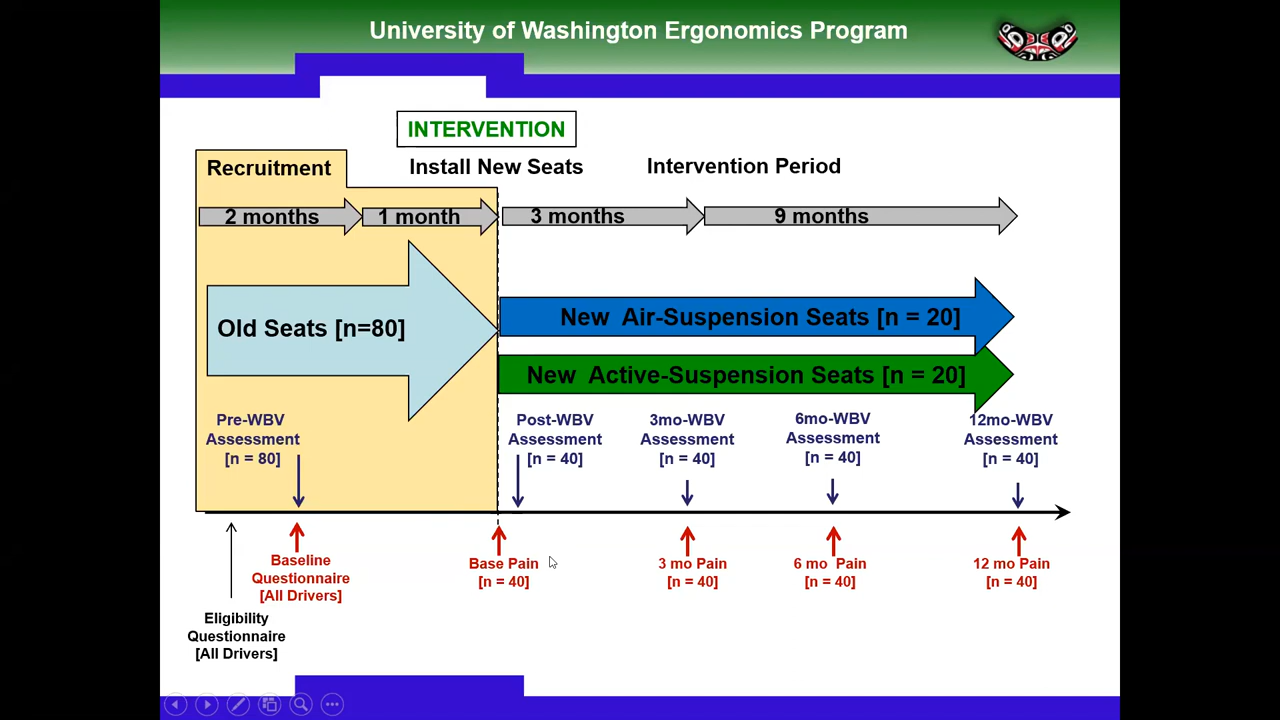 University of Washington Ergonomics Program
INTERVENTION
Recruitment
Install New Seats
Intervention Period
2 months
1 month
3 months
9 months
Old Seats [n=80]
New Air-Suspension Seats [n = 20]
New Active-Suspension Seats [n = 20]
Pre-WBV
Assessment
[n = 80]
Post-WBV
Assessment
[n = 40]
3mo-WBV
Assessment
[n = 40]
6mo-WBV
Assessment
[n = 40]
12mo-WBV
Assessment
[n = 40]
Baseline
Questionnaire
[All Drivers]
Base Pain
[n = 40]
3 mo Pain
[n = 40]
6 mo Pain
[n = 40]
12 mo Pain
[n = 40]
Eligibility
Questionnaire
[All Drivers]